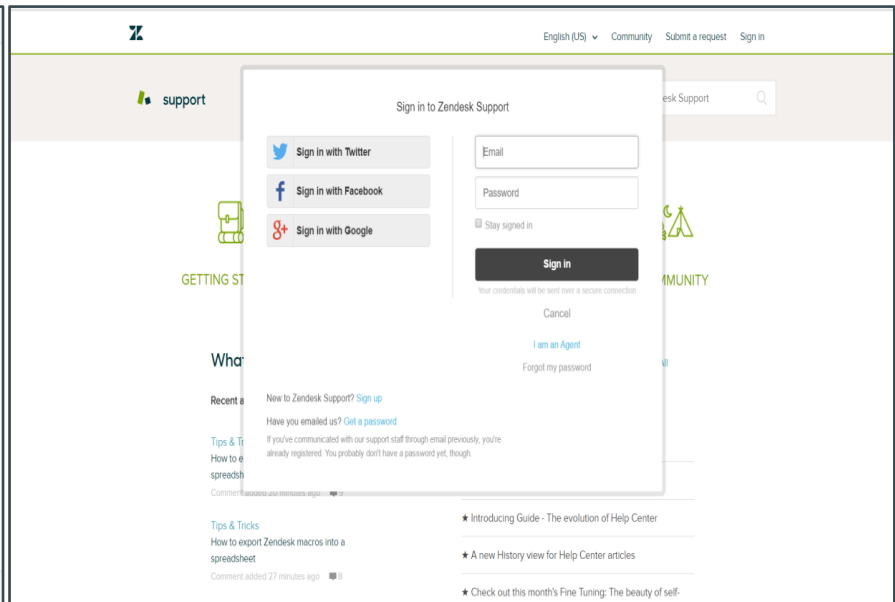 English (US) Community Submit a request Sign in
support
esk Support
Sign in to Zendesk Support
Sign in with Twitter
Sign in with Facebook
Sign in with Google
Email
Password
Stay signed in
Sign in
Your credentials will be sent over a secure connection
Cancel
I am an Agent
Forgot my password
New to Zendesk Support? Sign up
Have you emailed us? Get a password
If you've communicated with our support staff through email previously, you're
already registered. You probably don't have a password yet, though.
GETTING ST
MMUNITY
What
All
Recent a
Tips & Tr
How to e
spreadsh
Comment added 20 minutes ago 9
Tips & Tricks
How to export Zendesk macros into a
spreadsheet
Comment added 27 minutes ago 8
★ Introducing Guide - The evolution of Help Center
★ A new History view for Help Center articles
★ Check out this month's Fine Tuning: The beauty of self-